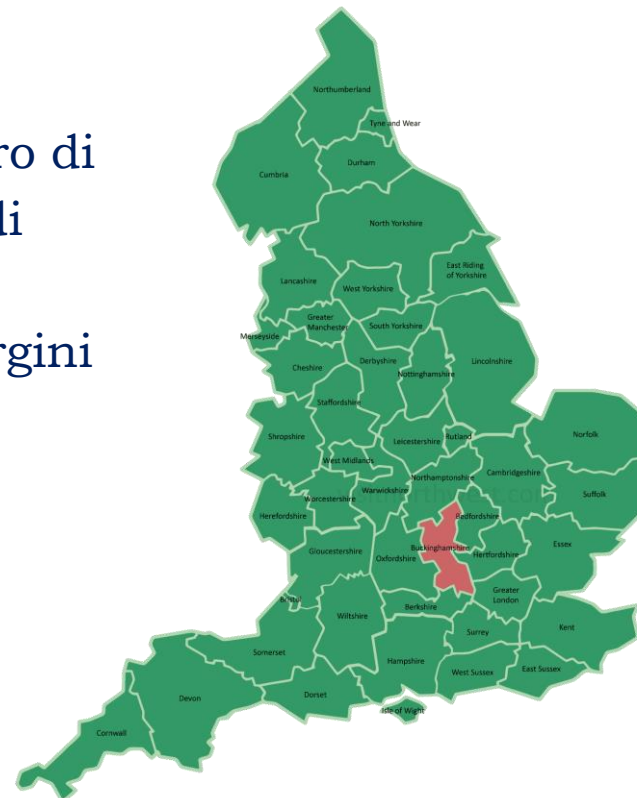 ro di
di
rgini
Northumberland
Tyne and Wear
Durham
Cumbria
North Yorkshire
East Riding
of Yorkshire
Lancashire
West Yorkshire
Greater
Manchester
South Yorkshire
Merseyside
Cheshire
Derbyshire
Nottinghamshire
Lincolnshire
Staffordshire
Shropshire
Leicestershire
Rutland
Norfolk
West Midlands
Northamptonshire
Cambridgeshire
Warwickshire
Suffolk
Worcestershire
Herefordshire
Bedfordshire
Buckinghamshire
Essex
Gloucestershire
Oxfordshire
Hertfordshire
Greater
London
Bristol
Berkshire
Wiltshire
Surrey
Kent
Somerset
Hampshire
West Sussex
East Sussex
Devon
Dorset
Isle of Wight
Cornwall